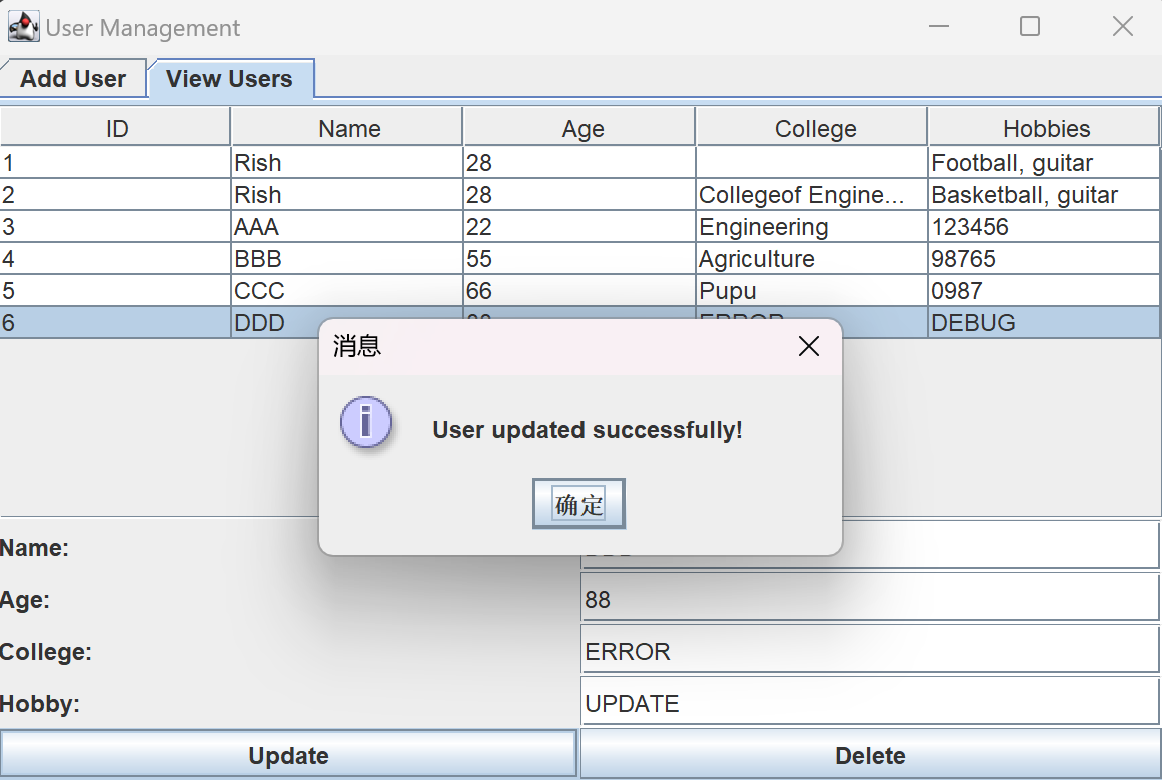 User Management
Add User View Users
ID Name Age College Hobbies
1 Rish 28 Football, guitar
2 Rish 28 Collegeof Engine... Basketball, guitar
3 AAA 22 Engineering 123456
4 BBB 55 Agriculture 98765
5 CCC 66 Pupu 0987
6 DDD ERROR DEBUG
消息
User updated successfully!
确定
Name:
Age: 88
College: ERROR
Hobby: UPDATE
Update Delete